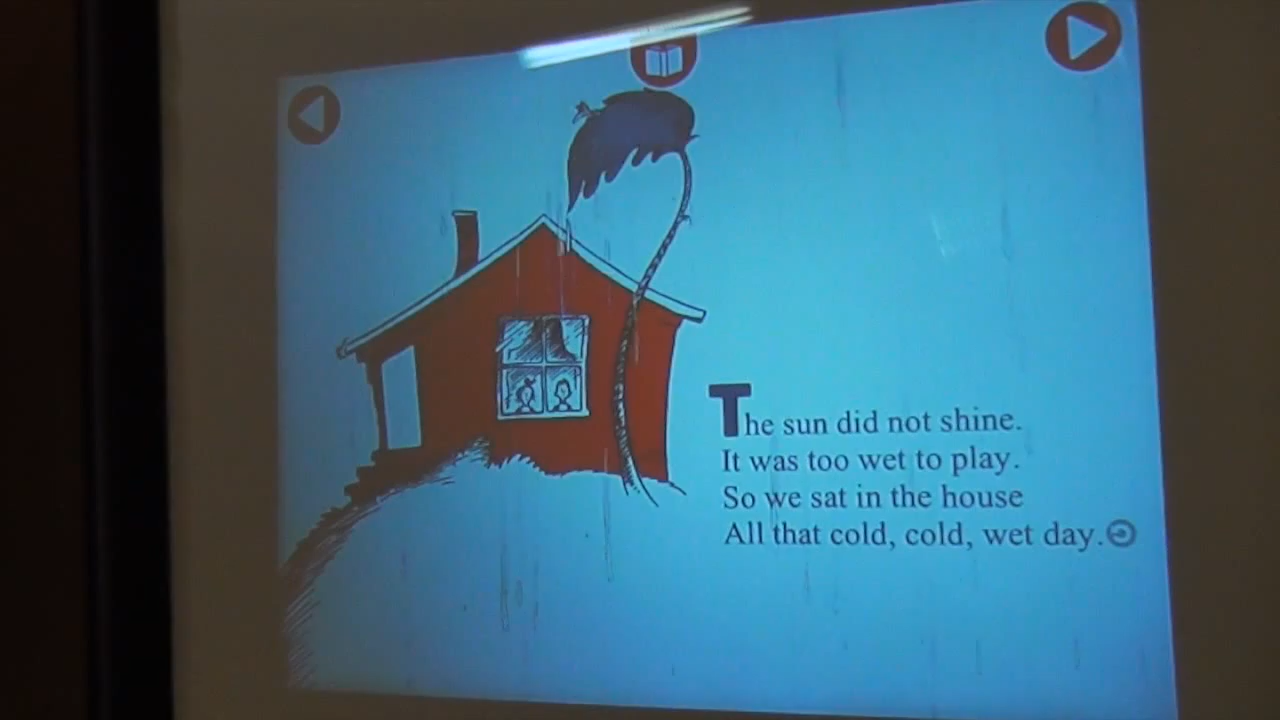 The sun did not shine.
It was too wet to play.
So we sat in the house
All that cold, cold, wet day.